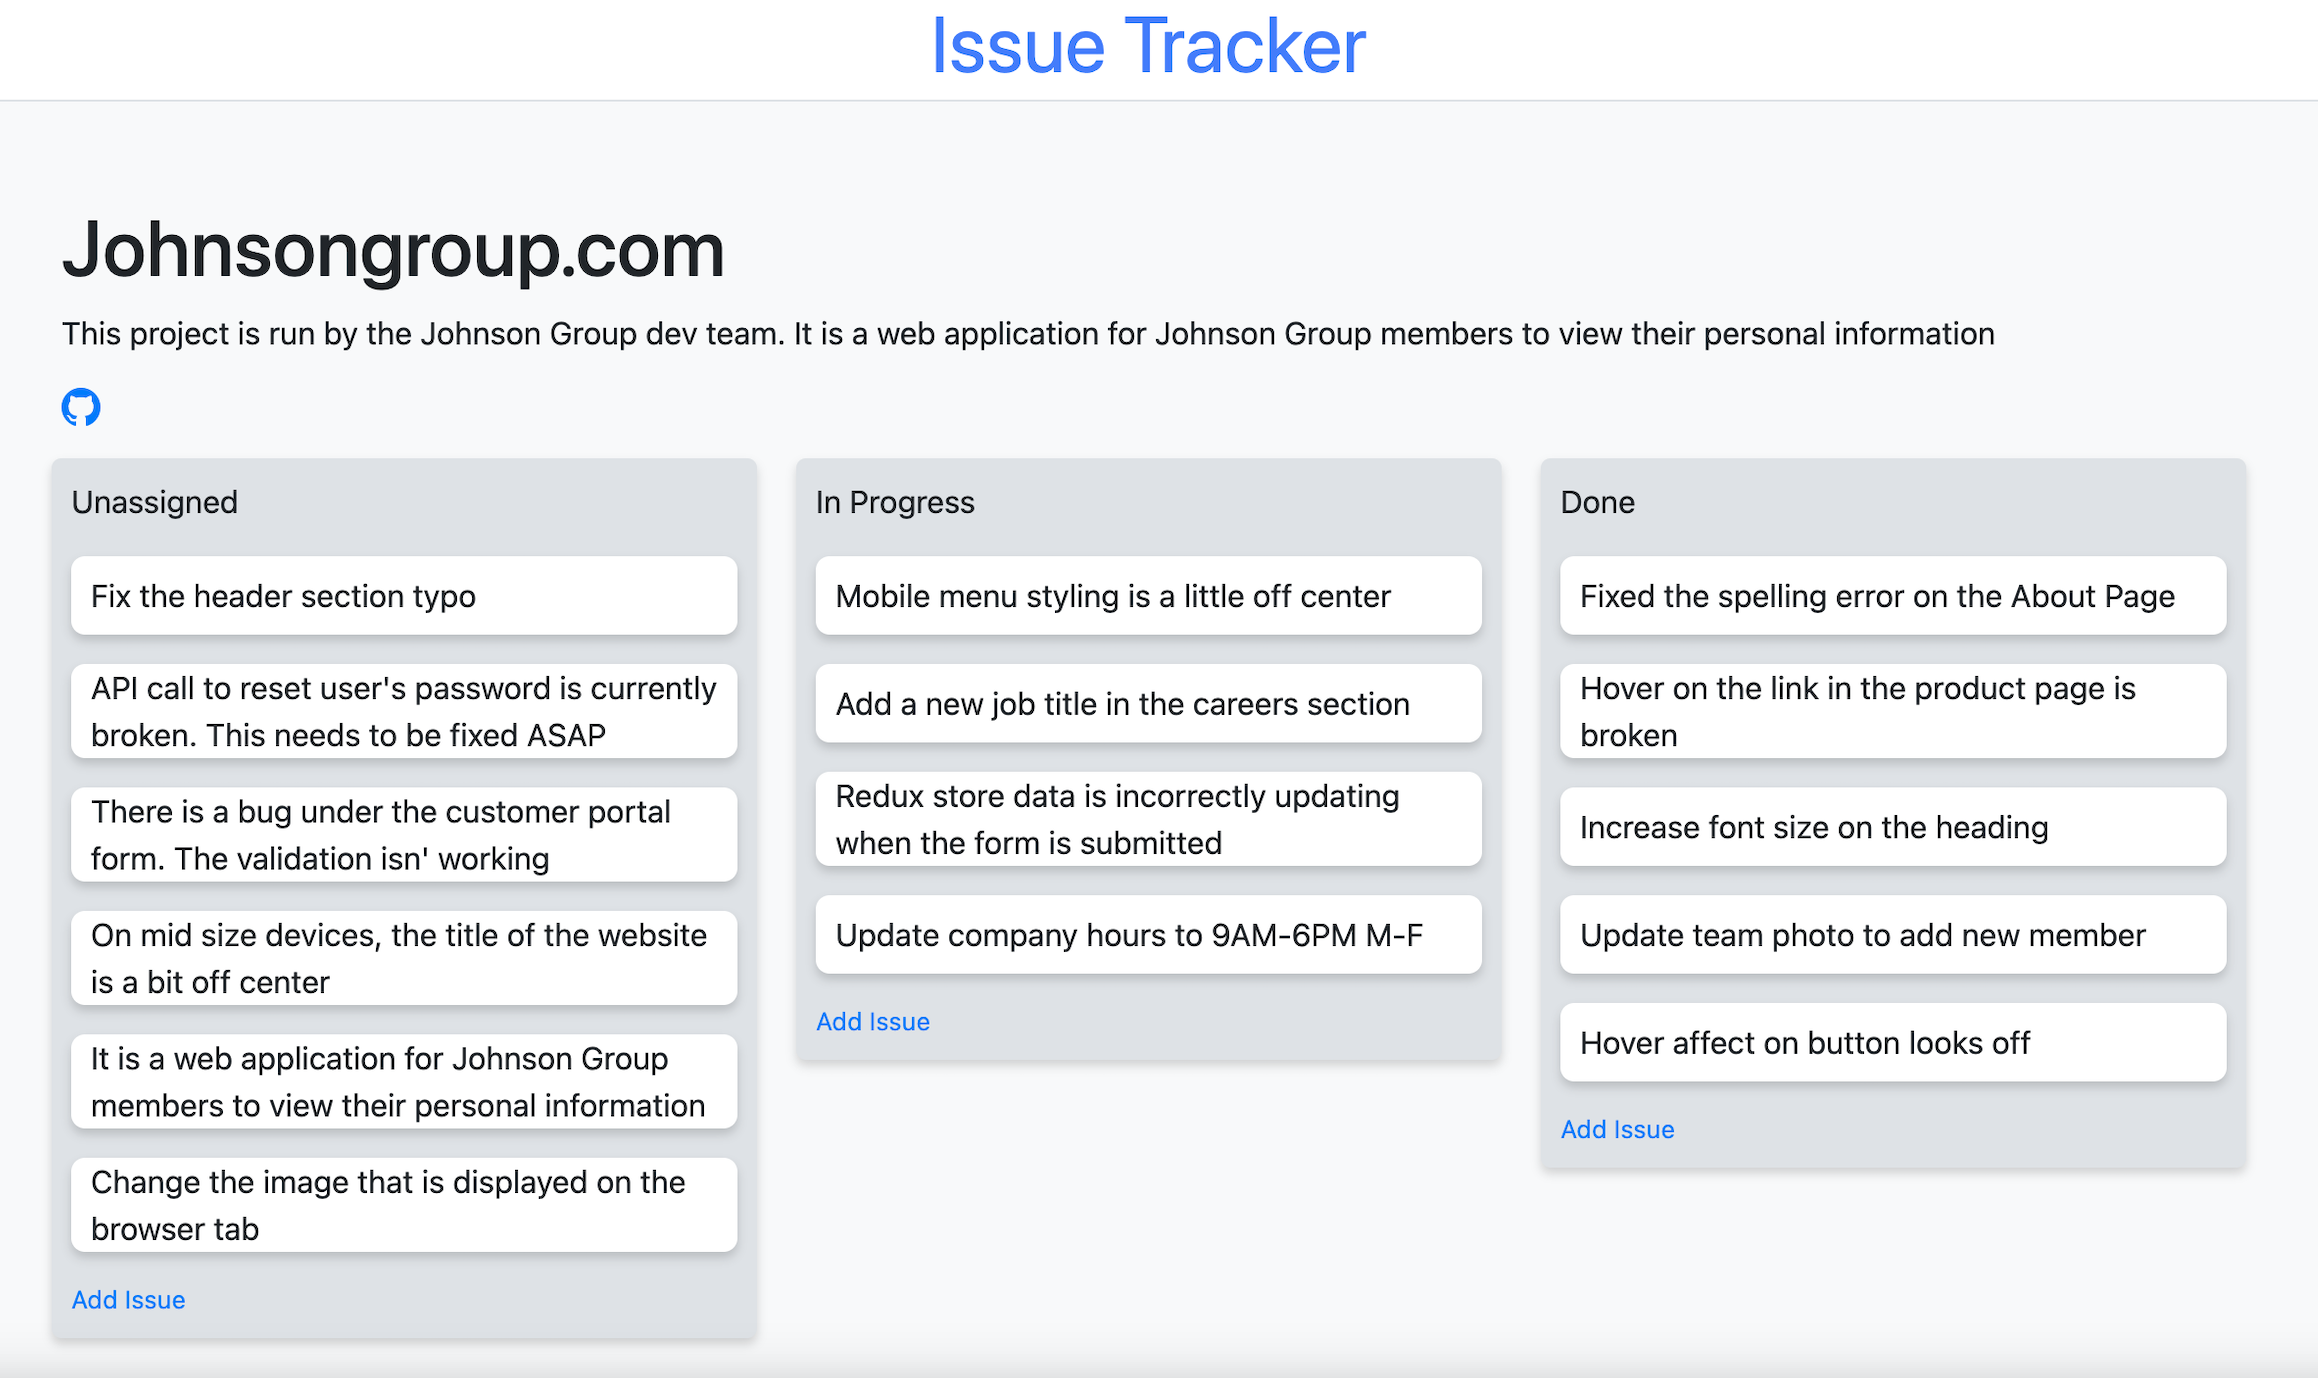 Issue Tracker
Johnsongroup.com
This project is run by the Johnson Group dev team. It is a web application for Johnson Group members to view their personal information
Unassigned
Fix the header section typo
API call to reset user's password is currently
broken. This needs to be fixed ASAP
There is a bug under the customer portal
form. The validation isn' working
On mid size devices, the title of the website
is a bit off center
It is a web application for Johnson Group
members to view their personal information
Change the image that is displayed on the
browser tab
Add Issue
In Progress
Mobile menu styling is a little off center
Add a new job title in the careers section
Redux store data is incorrectly updating
when the form is submitted
Update company hours to 9AM-6PM M-F
Add Issue
Done
Fixed the spelling error on the About Page
Hover on the link in the product page is
broken
Increase font size on the heading
Update team photo to add new member
Hover affect on button looks off
Add Issue